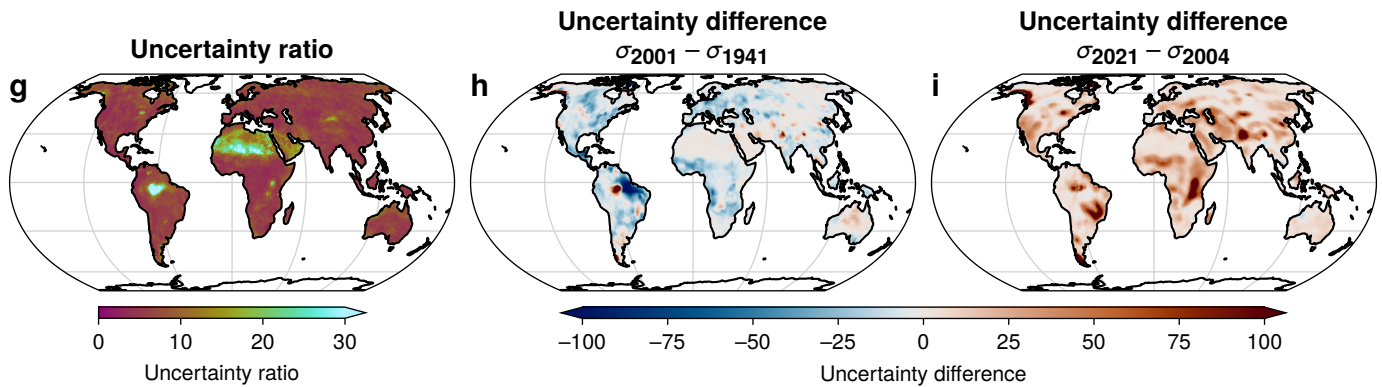 g
Uncertainty ratio
h
Uncertainty difference
σ2001 − σ1941
i
Uncertainty difference
σ2021 − σ2004
0 10 20 30
Uncertainty ratio
−100 −75 −50 −25 0 25 50 75 100
Uncertainty difference